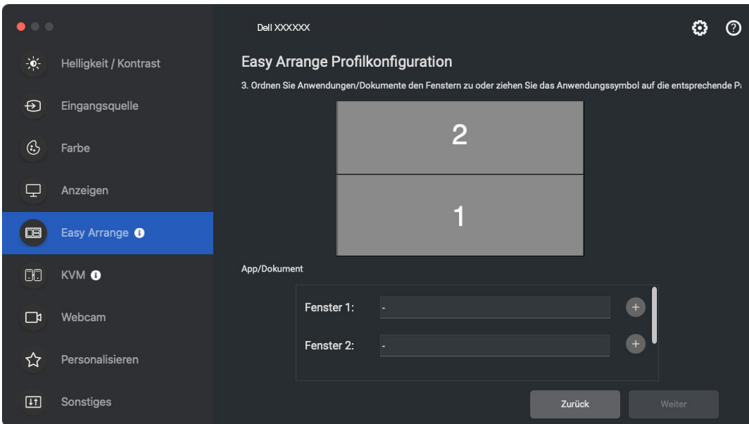 Dell XXXXXX
Helligkeit / Kontrast
Eingangsquelle
Farbe
Anzeigen
Easy Arrange
KVM
Webcam
Personalisieren
Sonstiges
Easy Arrange Profilkonfiguration
3. Ordnen Sie Anwendungen/Dokumente den Fenstern zu oder ziehen Sie das Anwendungssymbol auf die entsprechende
2
1
App/Dokument
Fenster 1: -
Fenster 2: -
Zurück
Weiter